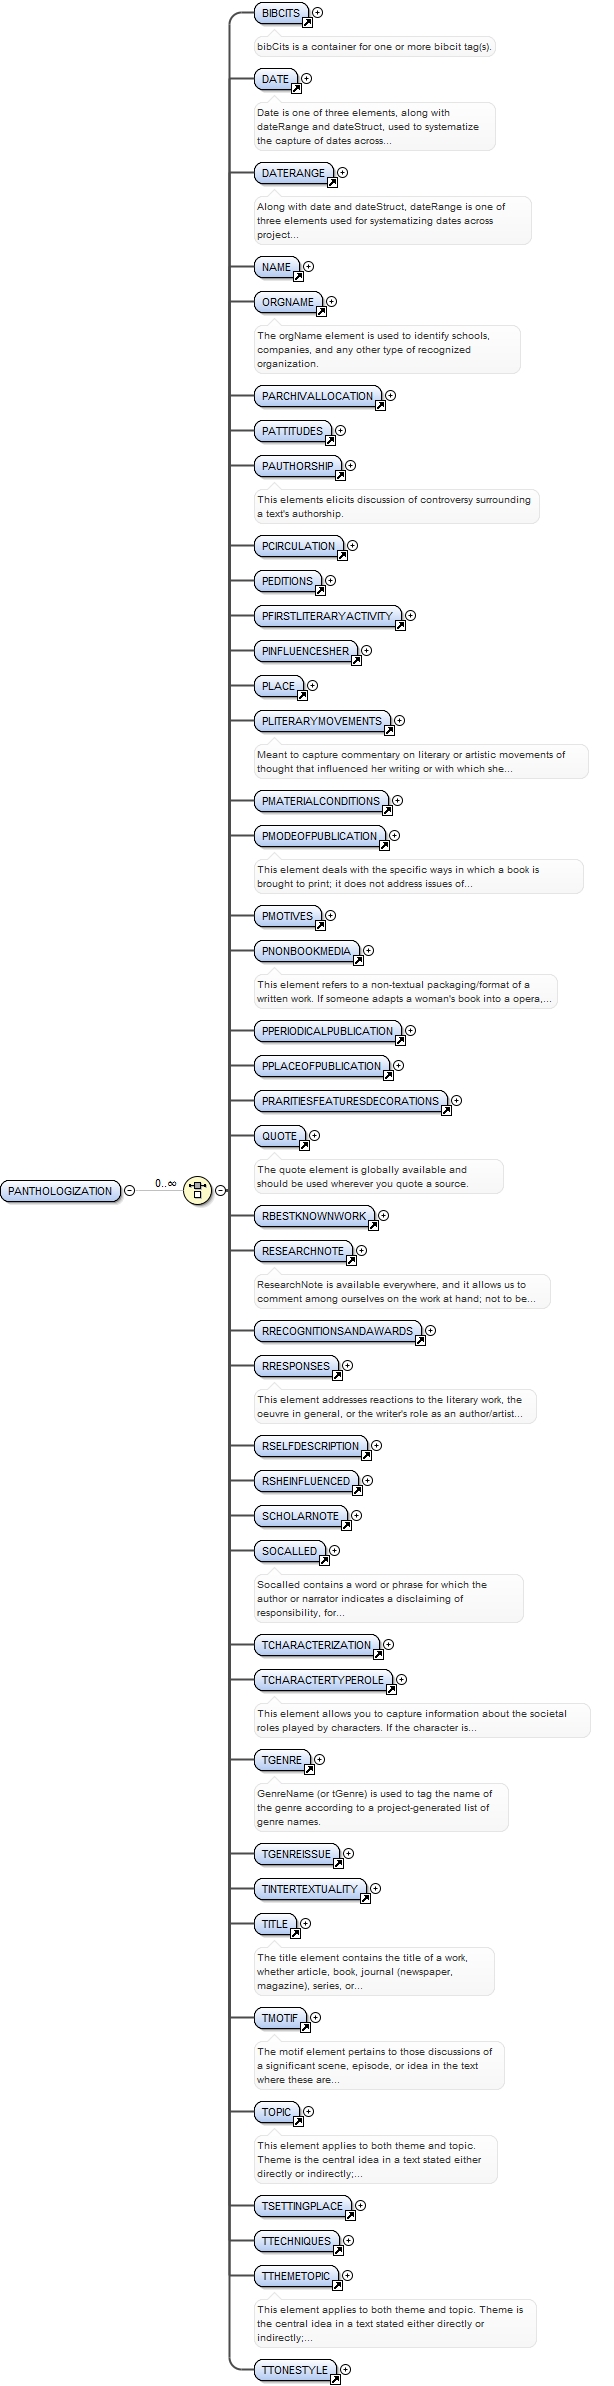 BIBCITS
bibCits is a container for one or more bibcit tag(s).
DATE
Date is one of three elements, along with
dateRange and dateStruct, used to systematize
the capture of dates across...
DATERANGE
Along with date and dateStruct, dateRange is one of
three elements used for systematizing dates across
project...
NAME
ORGNAME
The orgName element is used to identify schools,
companies, and any other type of recognized
organization.
PARCHIVALLOCATION
PATTITUDES
PAUTHORSHIP
This elements elicits discussion of controversy surrounding
a text's authorship.
PCIRCULATION
PEDITIONS
PFIRSTLITERARYACTIVITY
PINFLUENCESHER
PLACE
PLITERARYMOVEMENTS
Meant to capture commentary on literary or artistic movements of
thought that influenced her writing or with which she...
PMATERIALCONDITIONS
PMODEOFPUBLICATION
This element deals with the specific ways in which a book is
brought to print; it does not address issues of...
PMOTIVES
PNONBOOKMEDIA
This element refers to a non-textual packaging/format of a
written work. If someone adapts a woman's book into a opera,...
PPERIODICALPUBLICATION
PPLACEOFPUBLICATION
PRARITIESFEATURESDECORATIONS
QUOTE
The quote element is globally available and
should be used wherever you quote a source.
PANTHOLOGIZATION
0..∞
RBESTKNOWNWORK
RESEARCHNOTE
ResearchNote is available everywhere, and it allows us to
comment among ourselves on the work at hand; not to be...
RRECOGNITIONSANDAWARDS
RRESPONSES
This element addresses reactions to the literary work, the
oeuvre in general, or the writer's role as an author/artist...
RSELFDESCRIPTION
RSHEINFLUENCED
SCHOLARNOTE
SOCALLED
Socalled contains a word or phrase for which the
author or narrator indicates a disclaiming of
responsibility, for...
TCHARACTERIZATION
TCHARACTERTYPEROLE
This element allows you to capture information about the societal
roles played by characters. If the character is...
TGENRE
GenreName (or tGenre) is used to tag the name of
the genre according to a project-generated list of
genre names.
TGENREISSUE
TINTERTEXTUALITY
TITLE
The title element contains the title of a work,
whether article, book, journal (newspaper,
magazine), series, or...
TMOTIF
The motif element pertains to those discussions of
a significant scene, episode, or idea in the text
where these are...
TOPIC
This element applies to both theme and topic.
Theme is the central idea in a text stated either
directly or indirectly;...
TSETTINGPLACE
TTECHNIQUES
TTHEMETOPIC
This element applies to both theme and topic. Theme is
the central idea in a text stated either directly or
indirectly;...
TTONESTYLE